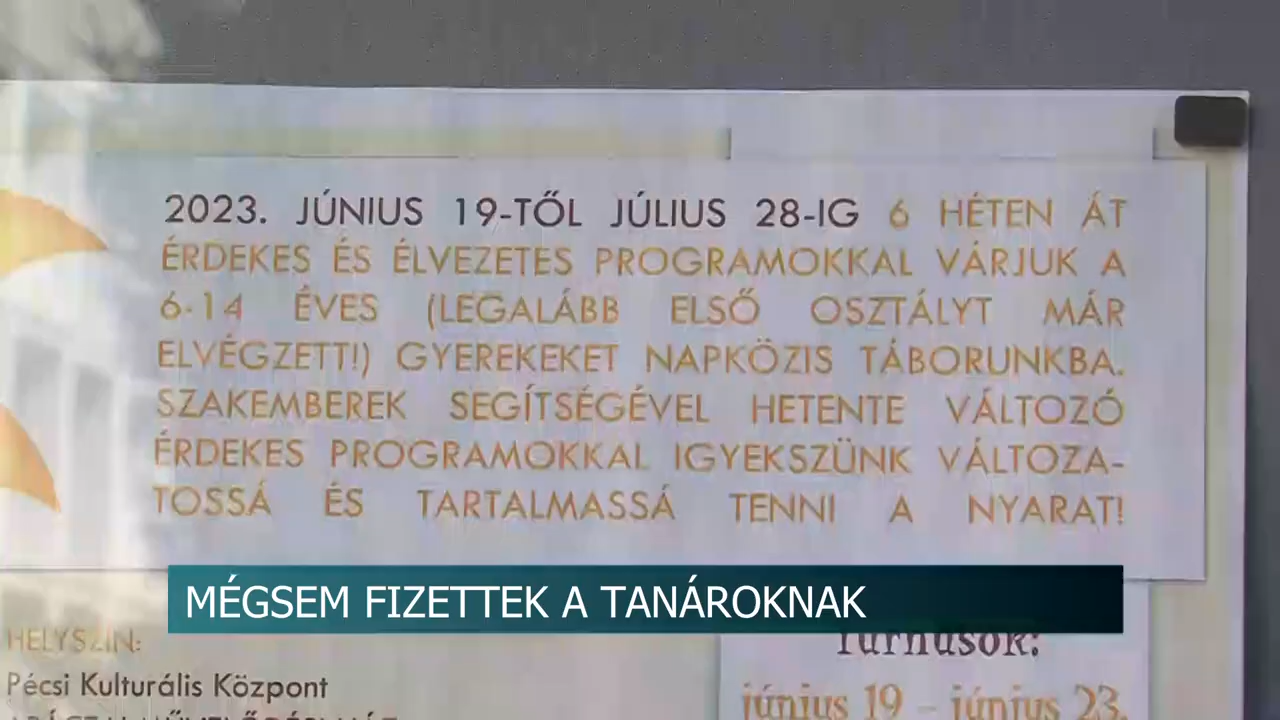 2023. JÚNIUS 19-TŐL JÚLIUS 28-IG 6 HÉTEN ÁT
ÉRDEKES ÉS ÉLVEZETES PROGRAMOKKAL VÁRJUK A
6-14 ÉVES (LEGALÁBB ELSŐ OSZTÁLYT MÁR
ELVÉGZETT!) GYEREKEKET NAPKÖZIS TÁBORUNKBA.
SZAKEMBEREK SEGÍTSÉGÉVEL HETENTE VÁLTOZÓ
ÉRDEKES PROGRAMOKKAL IGYEKSZÜNK VÁLTOZA-
TOSSÁ ÉS TARTALMASSÁ TENNI A NYARAT!
MÉGSEM FIZETTEK A TANÁROKNAK
HELYSZÍN:
Pécsi Kulturális Központ
Turnusok:
június 19 - június 23.